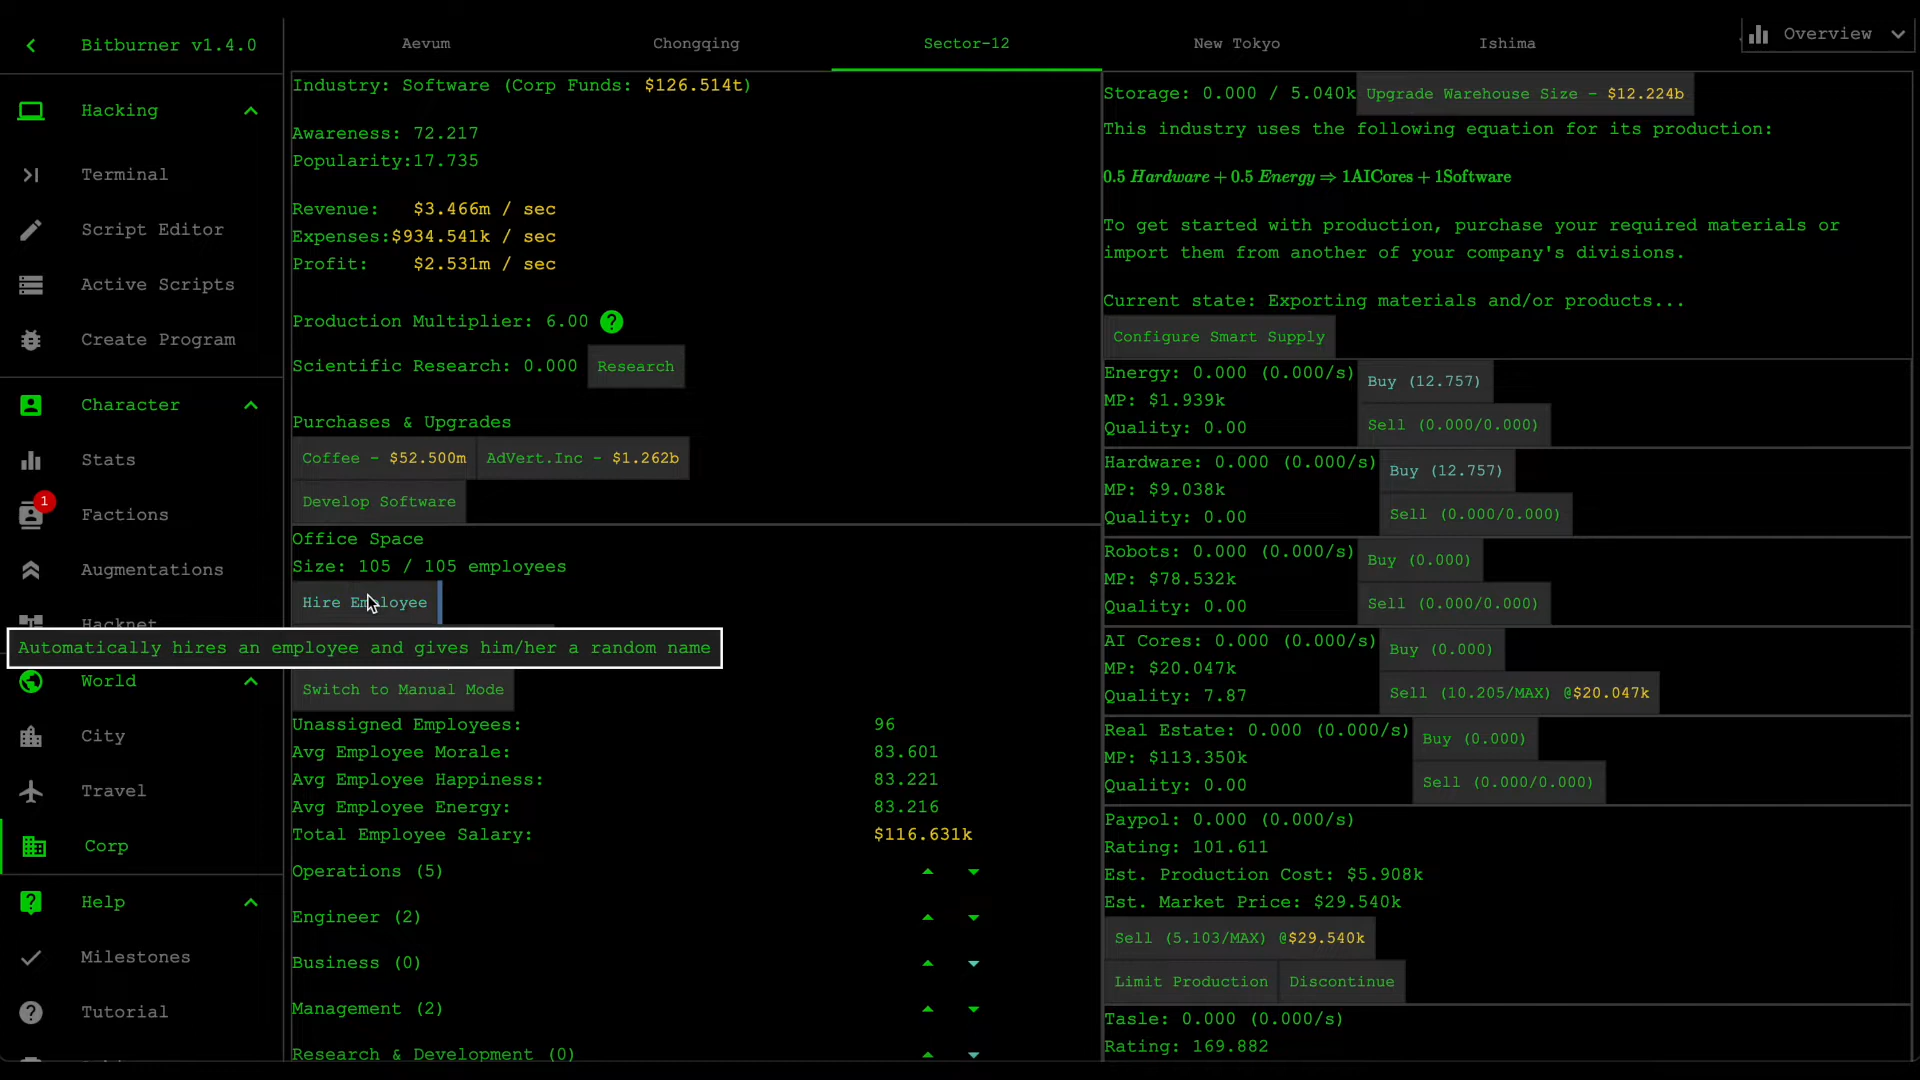 Bitburner v1.4.0
Hacking
Terminal
Script Editor
Active Scripts
Create Program
Character
Stats
1
Factions
Augmentations
Hacknet
World
City
Travel
Corp
Help
Milestones
Tutorial
Aevum
Chongqing
Sector-12
New Tokyo
Ishima
Overview
Industry: Software (Corp Funds: $126.514t)
Awareness: 72.217
Popularity:17.735
Revenue: $3.466m / sec
Expenses:$934.541k / sec
Profit: $2.531m / sec
Production Multiplier: 6.00 ?
Scientific Research: 0.000 Research
Purchases & Upgrades
Coffee - $52.500m AdVert.Inc - $1.262b
Develop Software
Office Space
Size: 105 / 105 employees
Hire Employee
Automatically hires an employee and gives him/her a random name
Switch to Manual Mode
Unassigned Employees: 96
Avg Employee Morale: 83.601
Avg Employee Happiness: 83.221
Avg Employee Energy: 83.216
Total Employee Salary: $116.631k
Operations (5)
Engineer (2)
Business (0)
Management (2)
Research & Development (0)
Storage: 0.000 / 5.040k Upgrade Warehouse Size - $12.224b
This industry uses the following equation for its production:
0.5 Hardware + 0.5 Energy ⇒ 1AICores + 1Software
To get started with production, purchase your required materials or
import them from another of your company's divisions.
Current state: Exporting materials and/or products...
Configure Smart Supply
Energy: 0.000 (0.000/s) Buy (12.757)
MP: $1.939k
Quality: 0.00 Sell (0.000/0.000)
Hardware: 0.000 (0.000/s) Buy (12.757)
MP: $9.038k
Quality: 0.00 Sell (0.000/0.000)
Robots: 0.000 (0.000/s) Buy (0.000)
MP: $78.532k
Quality: 0.00 Sell (0.000/0.000)
AI Cores: 0.000 (0.000/s) Buy (0.000)
MP: $20.047k
Quality: 7.87 Sell (10.205/MAX) @$20.047k
Real Estate: 0.000 (0.000/s) Buy (0.000)
MP: $113.350k
Quality: 0.00 Sell (0.000/0.000)
Paypol: 0.000 (0.000/s)
Rating: 101.611
Est. Production Cost: $5.908k
Est. Market Price: $29.540k
Sell (5.103/MAX) @$29.540k
Limit Production Discontinue
Tasle: 0.000 (0.000/s)
Rating: 169.882